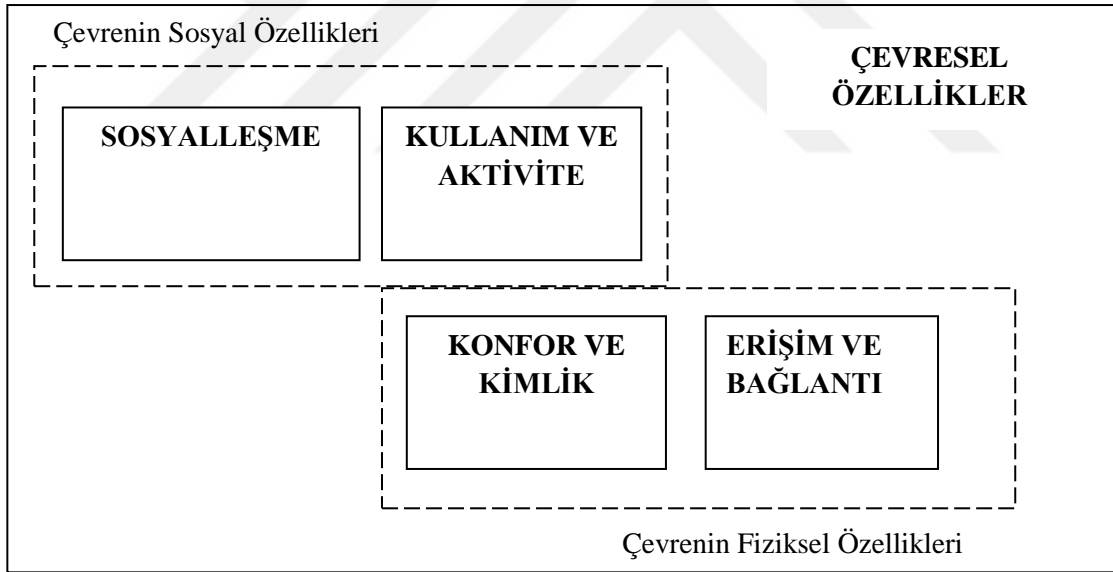 Çevrenin Sosyal Özellikleri
ÇEVRESEL
ÖZELLİKLER
SOSYALLEŞME
KULLANIM VE
AKTİVİTE
KONFOR VE
KİMLİK
ERİŞİM VE
BAĞLANTI
Çevrenin Fiziksel Özellikleri